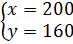 x = 200
y = 160